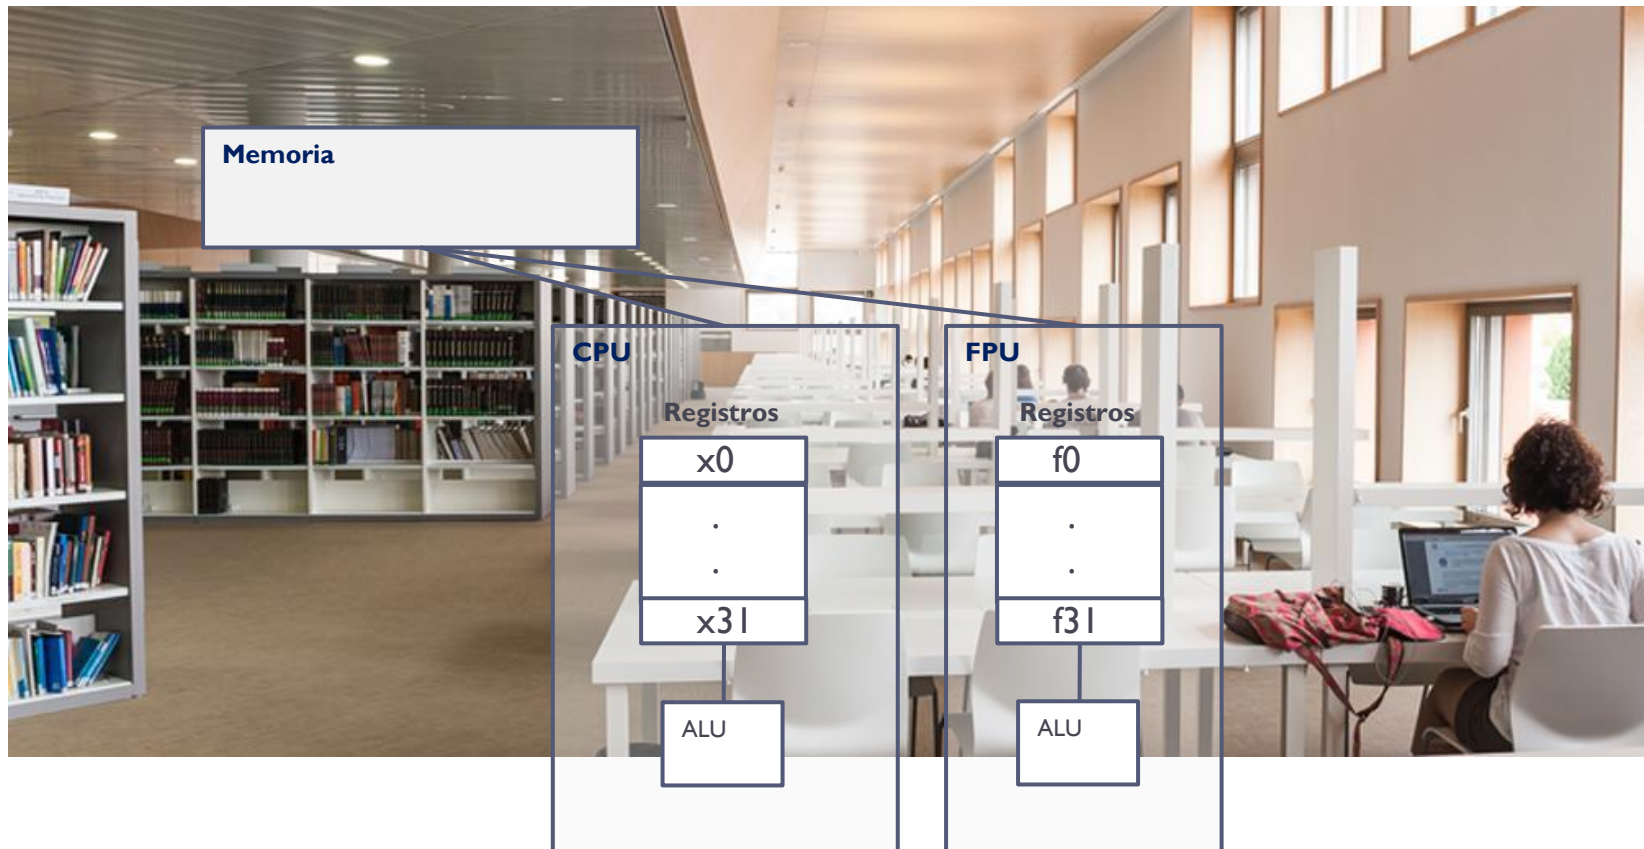 Memoria
CPU
FPU
Registros
Registros
x0
f0
.
.
.
.
x31
f31
ALU
ALU